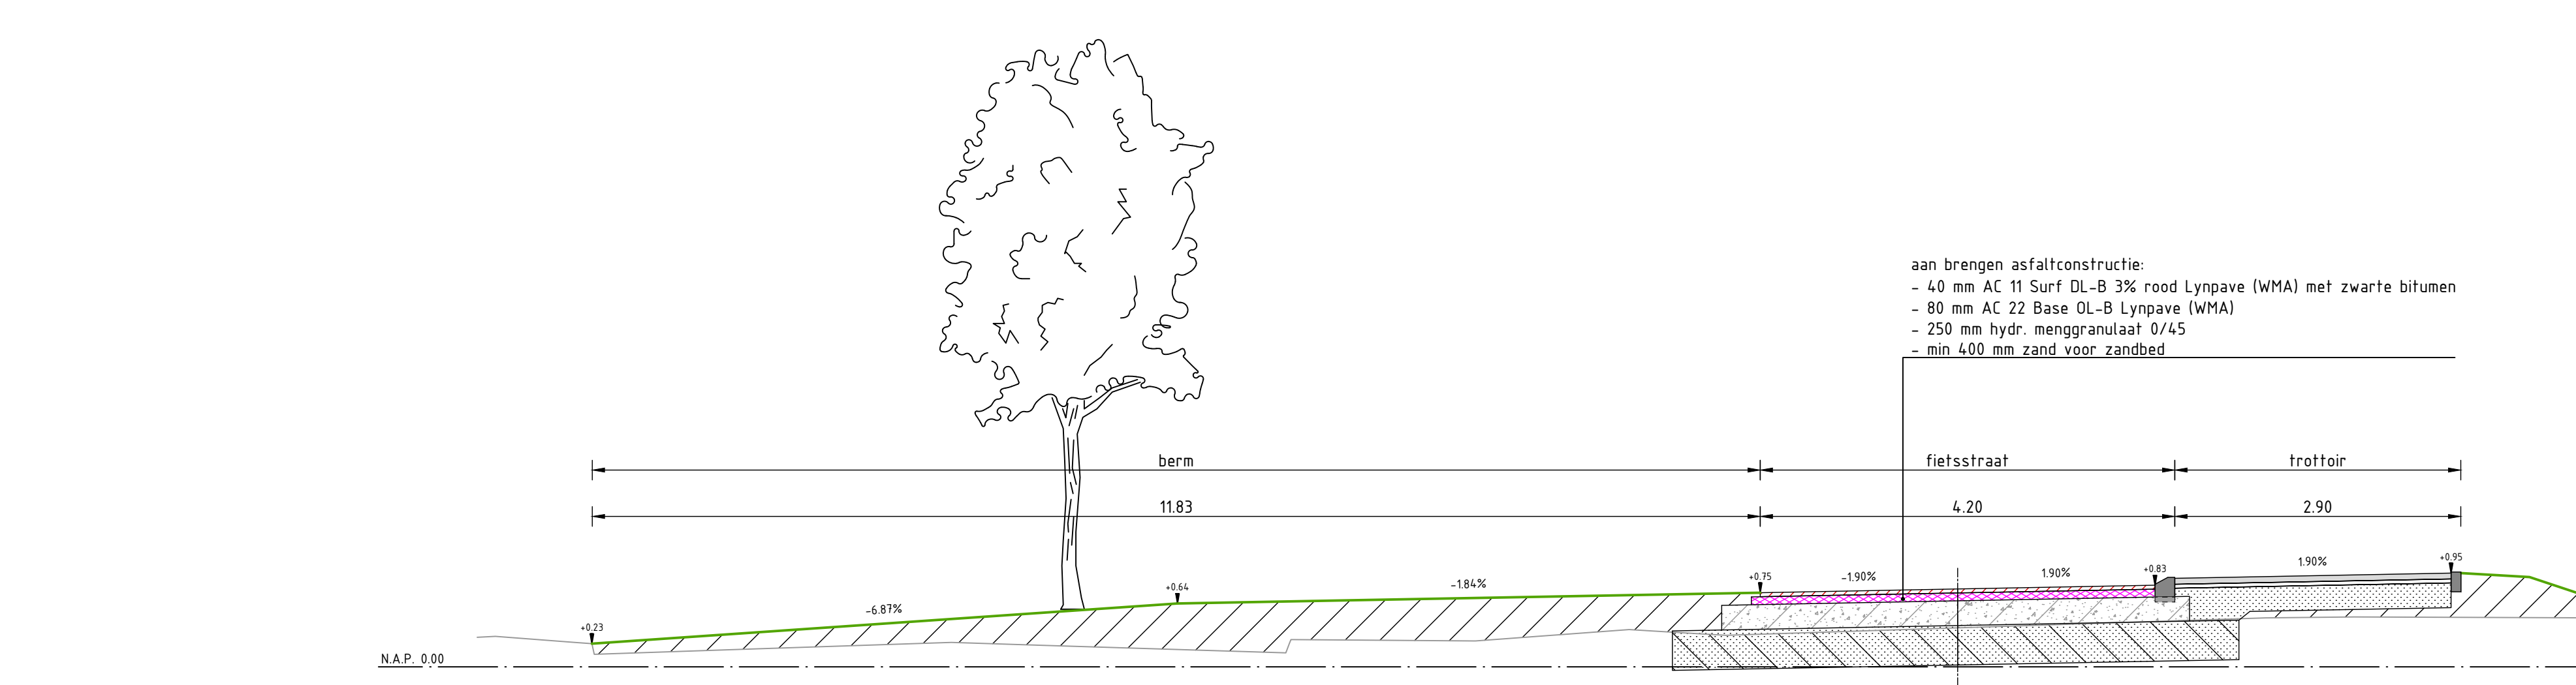 aan brengen asfaltconstructie:
- 40 mm AC 11 Surf DL-B 3% rood Lynpave (WMA) met zwarte bitumen
- 80 mm AC 22 Base OL-B Lynpave (WMA)
- 250 mm hydr. menggranulaat 0/45
- min 400 mm zand voor zandbed
berm fietsstraat trottoir
11.83 4.20 2.90
+0.23 -6.87% +0.64 -1.84% +0.75 -1.90% 1.90% +0.83 1.90% +0.95
N.A.P. 0.00